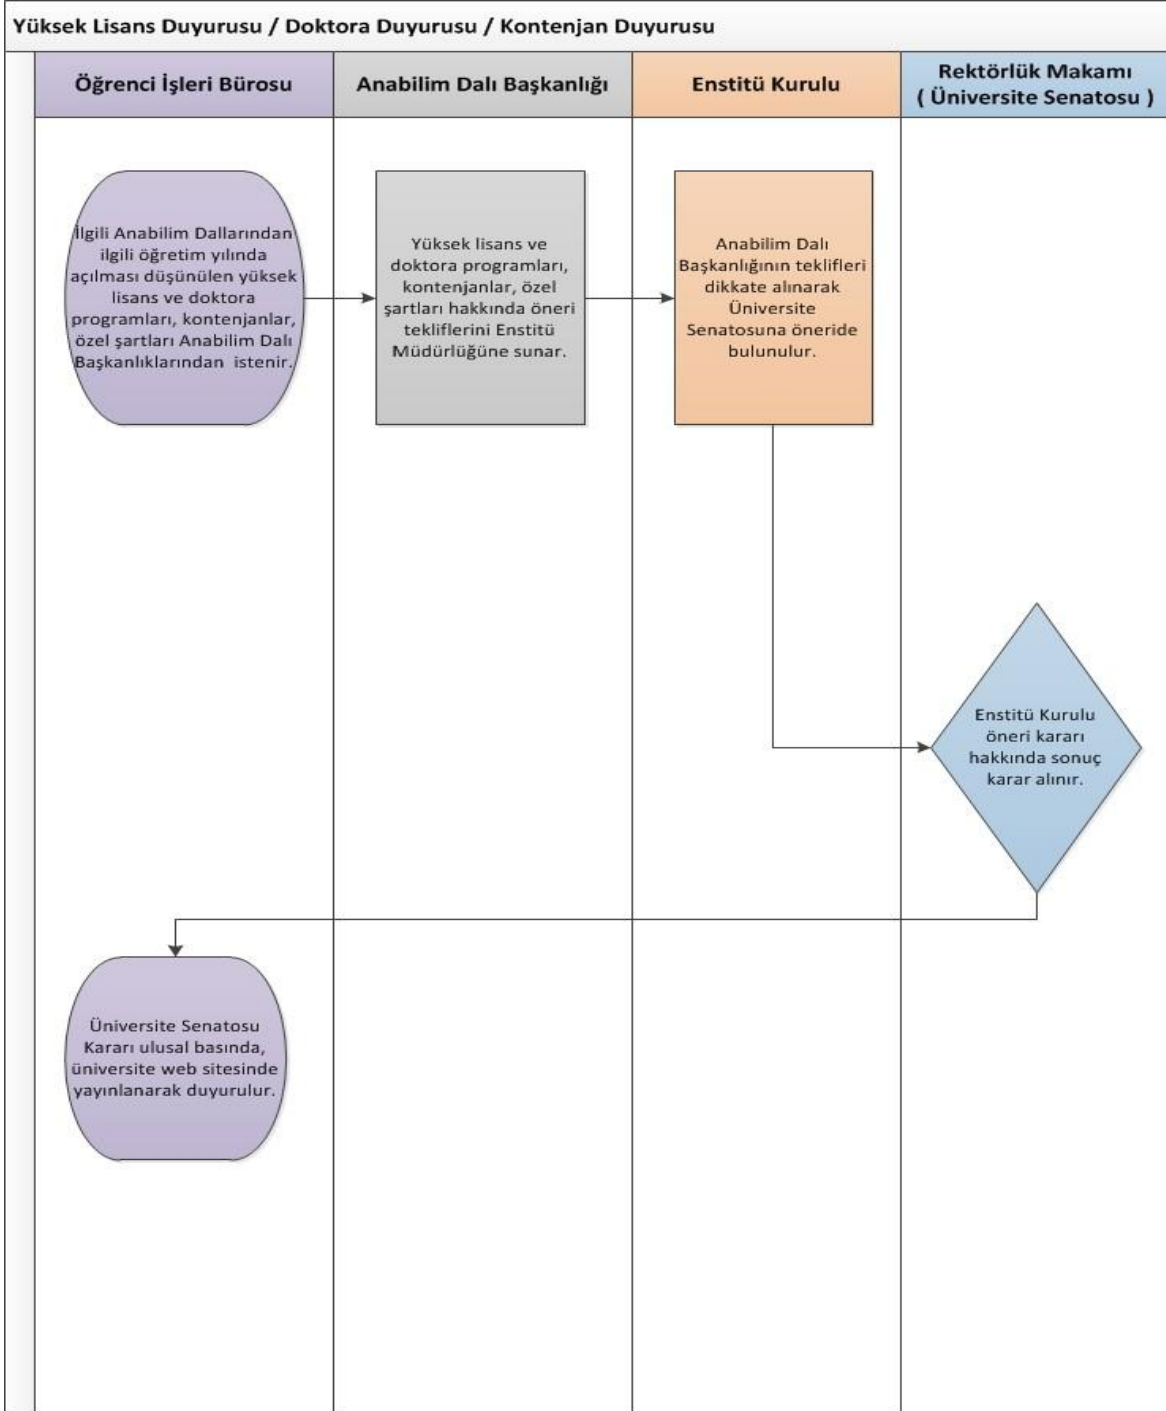 Yüksek Lisans Duyurusu / Doktora Duyurusu / Kontenjan Duyurusu
Öğrenci İşleri Bürosu
Anabilim Dalı Başkanlığı
Enstitü Kurulu
Rektörlük Makamı
( Üniversite Senatosu )
İlgili Anabilim Dallarından
ilgili öğretim yılında
açılması düşünülen yüksek
lisans ve doktora
programları, kontenjanlar,
özel şartları Anabilim Dalı
Başkanlıklarından istenir.
Yüksek lisans ve
doktora programları,
kontenjanlar, özel
şartları hakkında öneri
tekliflerini Enstitü
Müdürlüğüne sunar.
Anabilim Dalı
Başkanlığının teklifleri
dikkate alınarak
Üniversite
Senatosuna öneride
bulunulur.
Enstitü Kurulu
öneri kararı
hakkında sonuç
karar alınır.
Üniversite Senatosu
Kararı ulusal basında,
üniversite web sitesinde
yayınlanarak duyurulur.